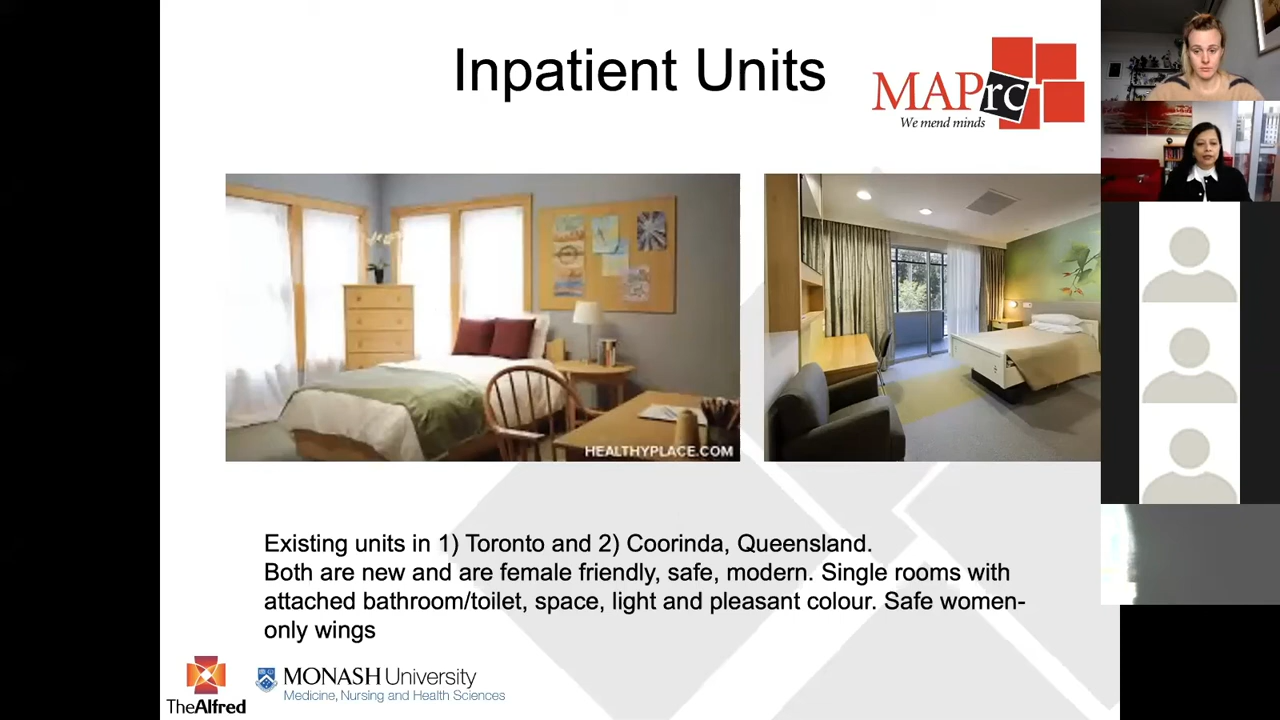 Inpatient Units
MAPrc
We mend minds
HEALTHYPLACE.COM
Existing units in 1) Toronto and 2) Coorinda, Queensland.
Both are new and are female friendly, safe, modern. Single rooms with
attached bathroom/toilet, space, light and pleasant colour. Safe women-
only wings
TheAlfred
MONASH University
Medicine, Nursing and Health Sciences